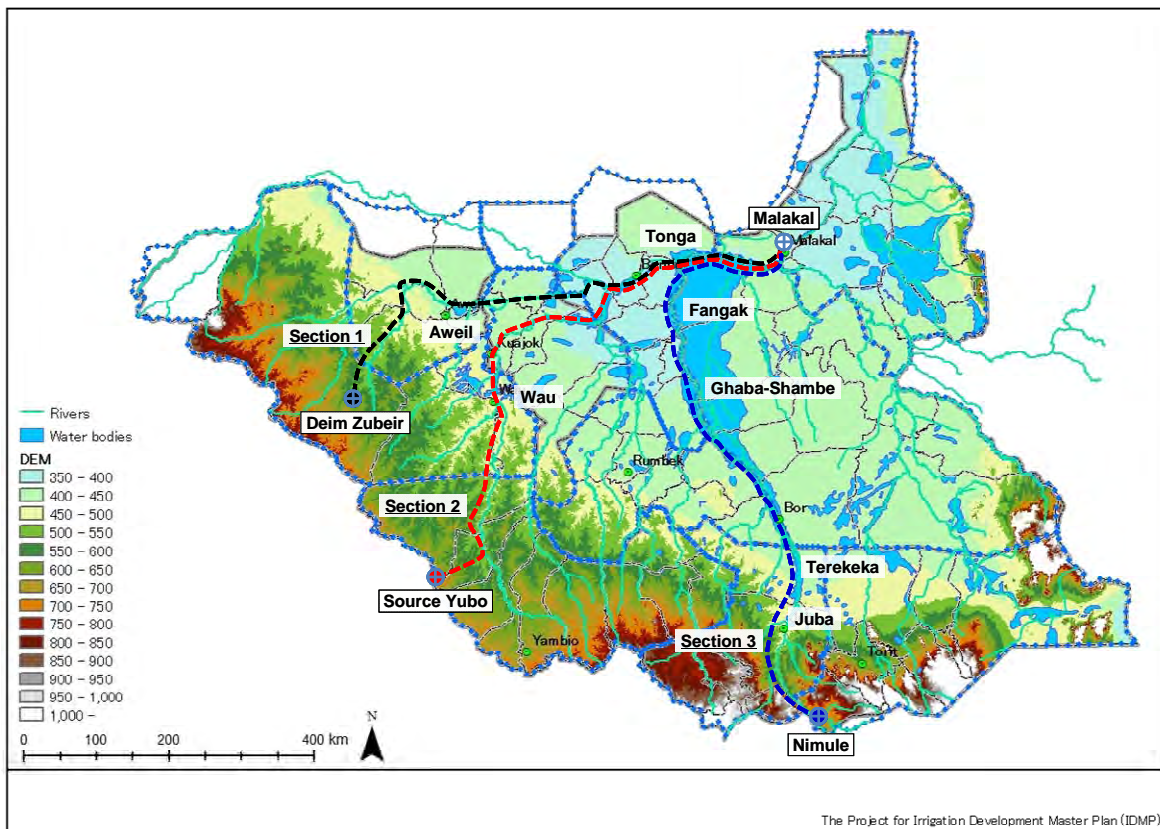 Malakal
Malakal
Tonga
Fangak
Section 1
Aweil
Kuajok
Ghaba-Shambe
Wau
Deim Zubeir
Rumbek
Section 2
Bor
Terekeka
Source Yubo
Juba
Section 3
Yambio
Torit
Nimule
Rivers
Water bodies
DEM
350 - 400
400 - 450
450 - 500
500 - 550
550 - 600
600 - 650
650 - 700
700 - 750
750 - 800
800 - 850
850 - 900
900 - 950
950 - 1,000
1,000 -
N
0 100 200 400 km
The Project for Irrigation Development Master Plan (IDMP)